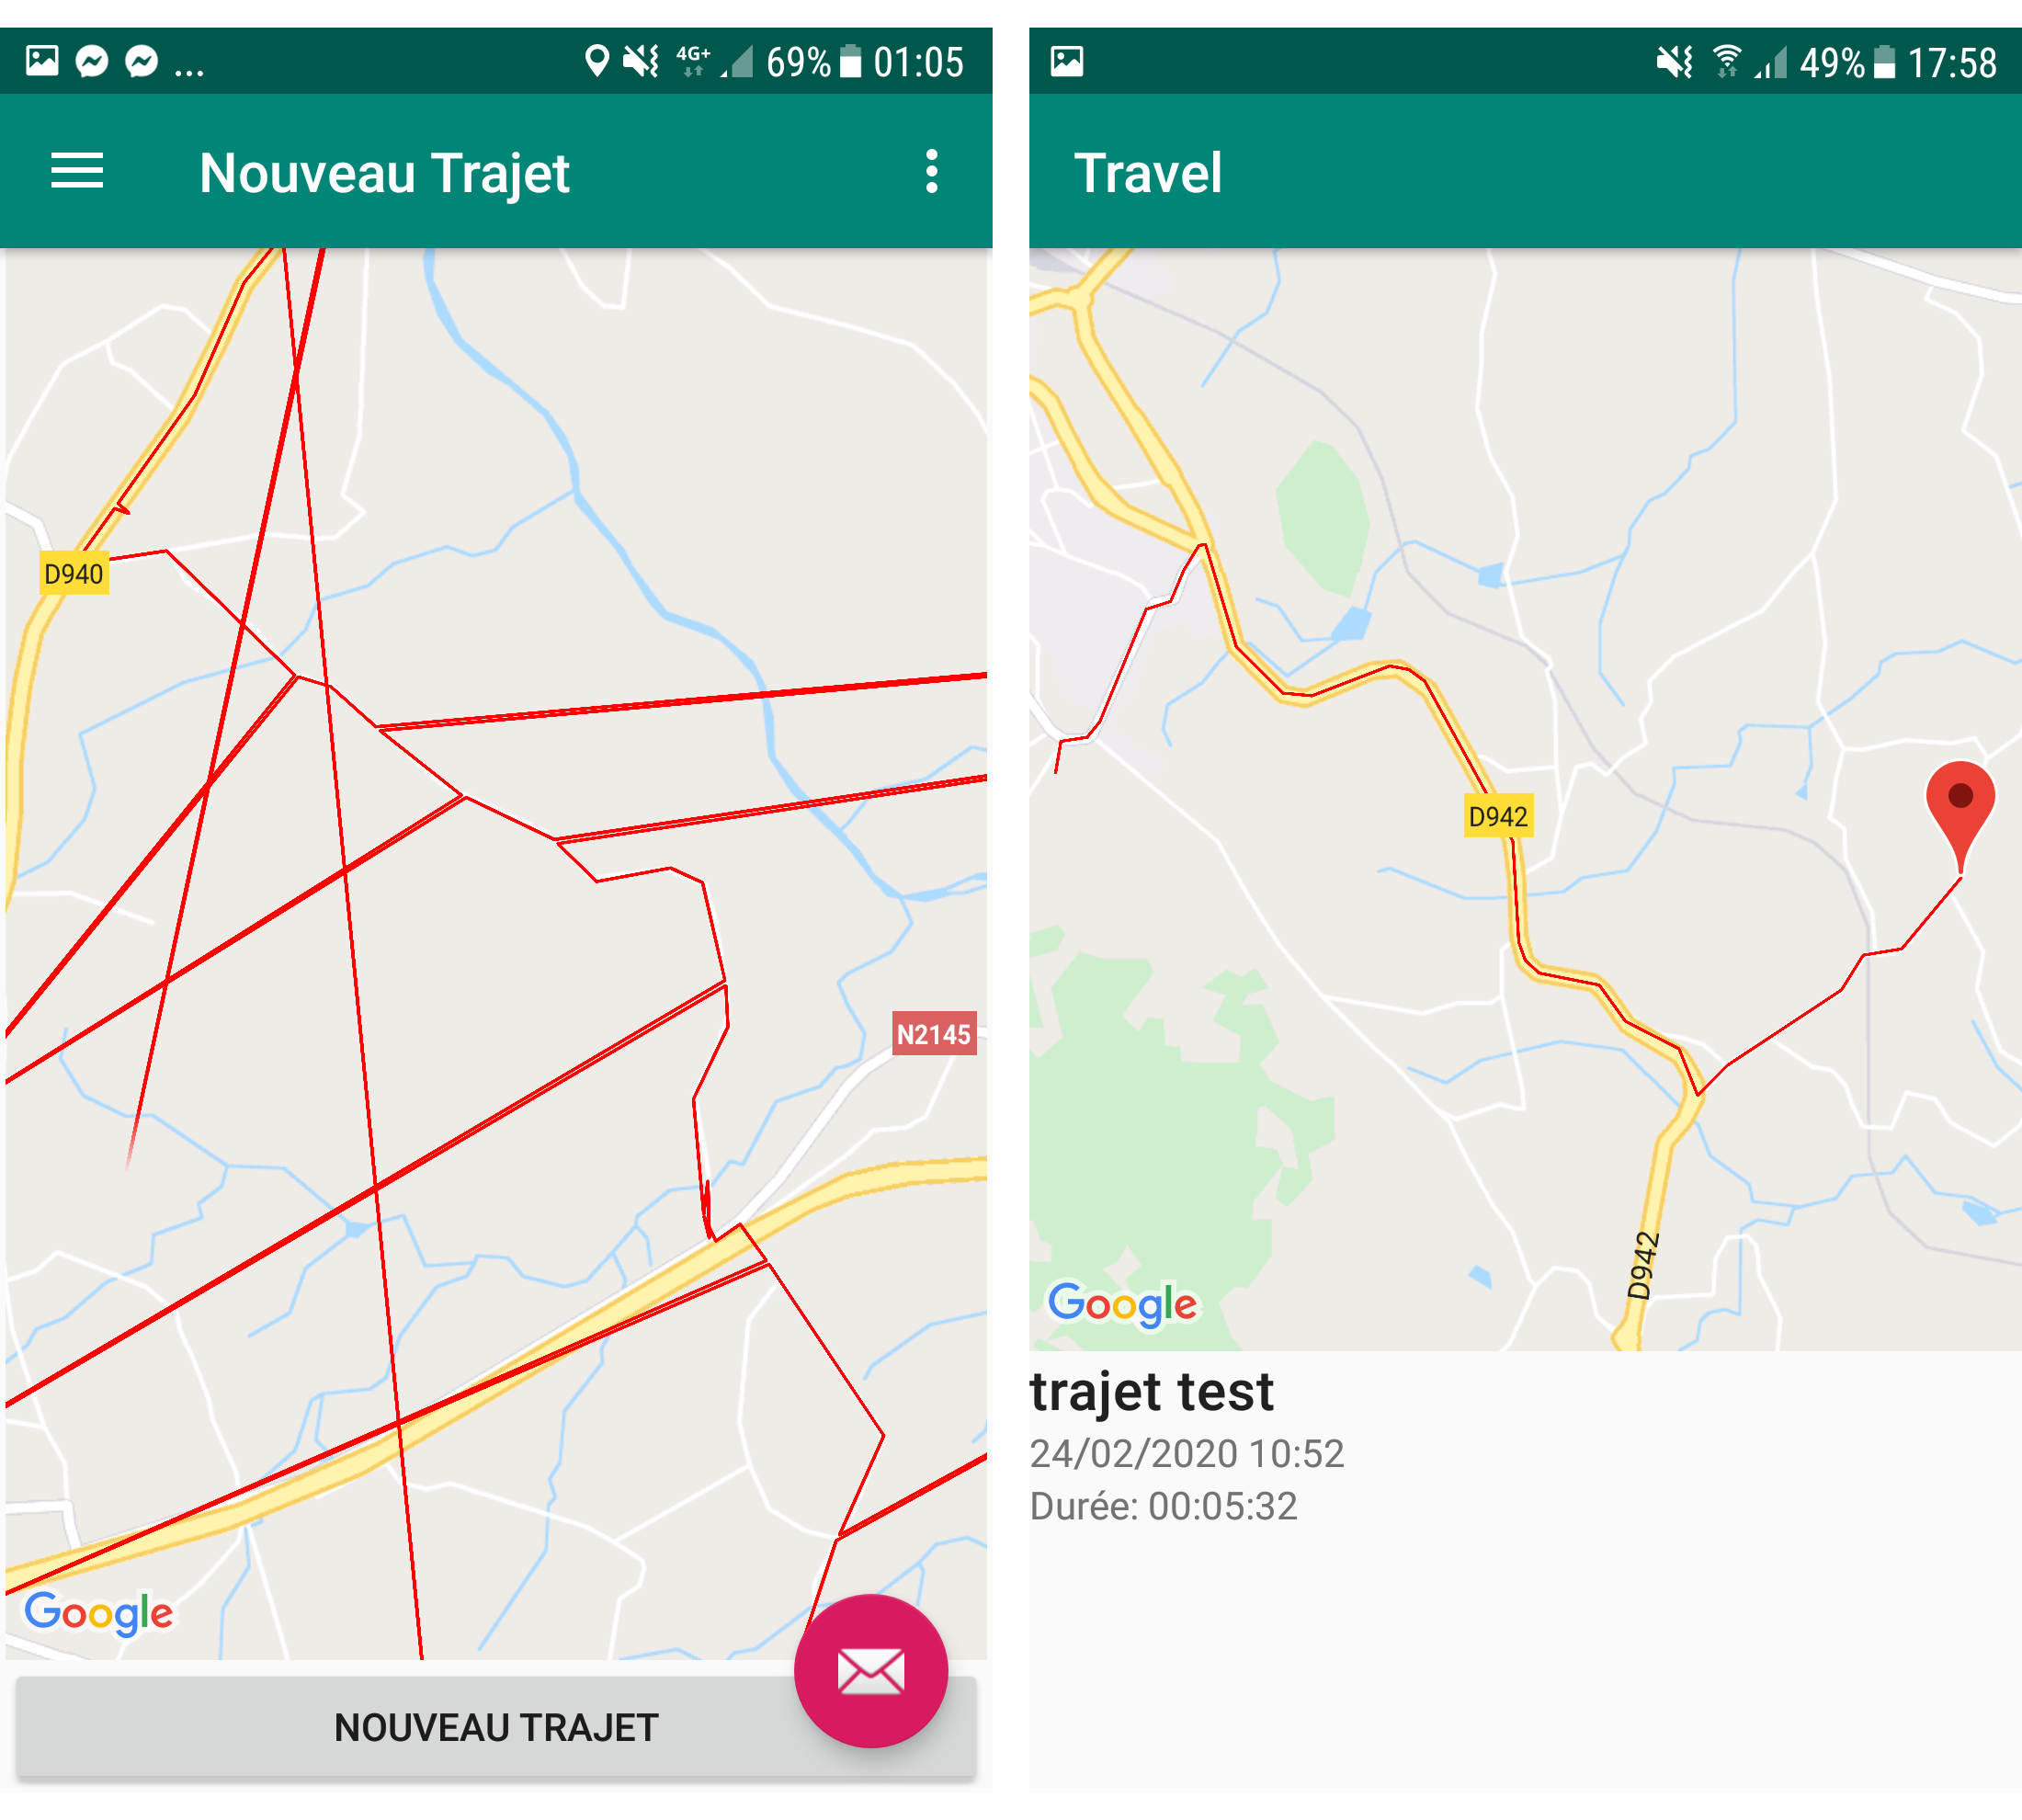 ... 4G+ 69% 01:05
Nouveau Trajet
D940
N2145
Google
NOUVEAU TRAJET
49% 17:58
Travel
D942
D942
Google
trajet test
24/02/2020 10:52
Durée: 00:05:32